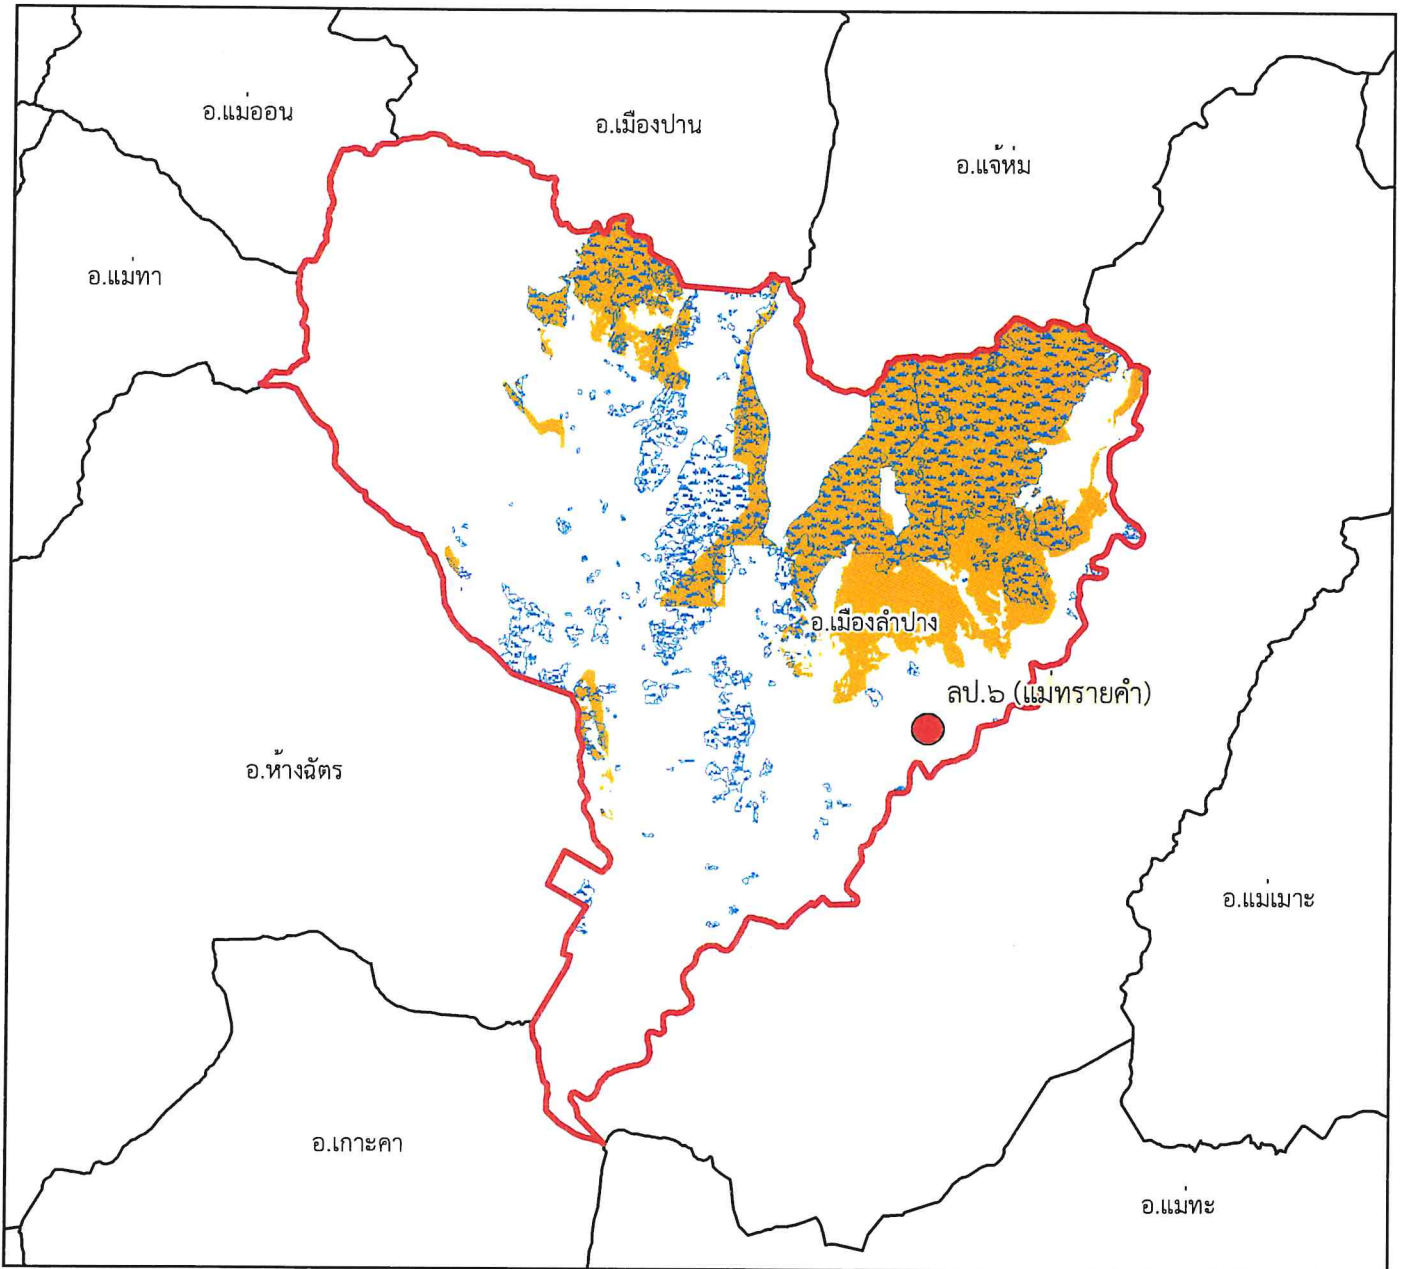 อ.แม่ออน
อ.เมืองปาน
อ.แจ้ห่ม
อ.แม่ทา
อ.เมืองลำปาง
ลป.๖ (แม่ทรายคำ)
อ.ห้างฉัตร
อ.แม่เมาะ
อ.เกาะคา
อ.แม่ทะ